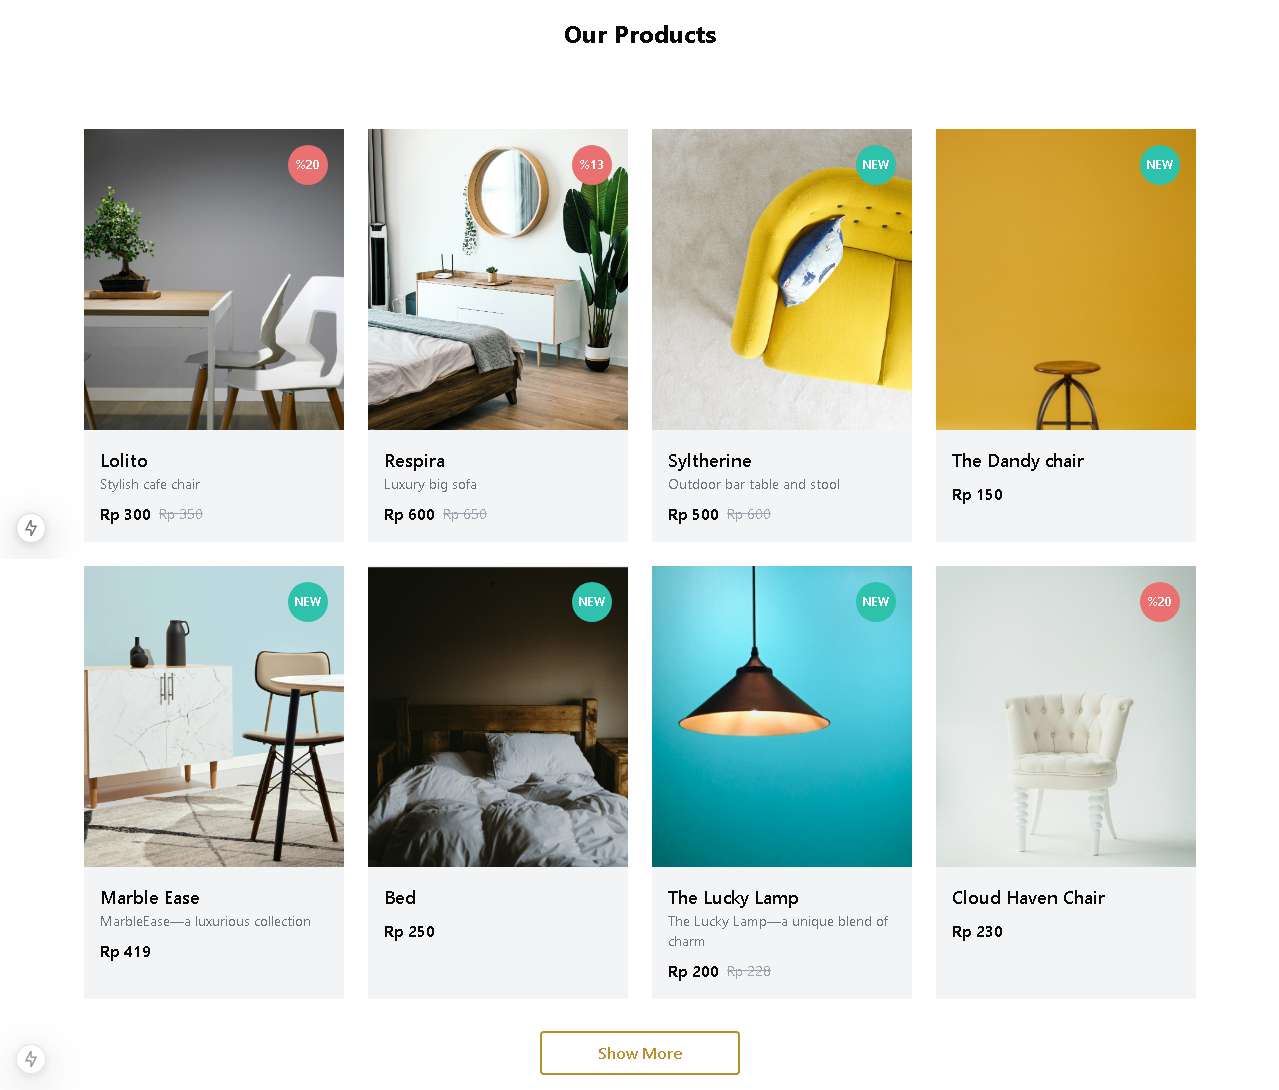 Our Products
%20
%13
NEW
NEW
Lolito
Stylish cafe chair
Rp 300 Rp 350
Respira
Luxury big sofa
Rp 600 Rp 650
Syltherine
Outdoor bar table and stool
Rp 500 Rp 600
The Dandy chair
Rp 150
NEW
NEW
NEW
%20
Marble Ease
MarbleEase—a luxurious collection
Rp 419
Bed
Rp 250
The Lucky Lamp
The Lucky Lamp—a unique blend of
charm
Rp 200 Rp 220
Cloud Haven Chair
Rp 230
Show More